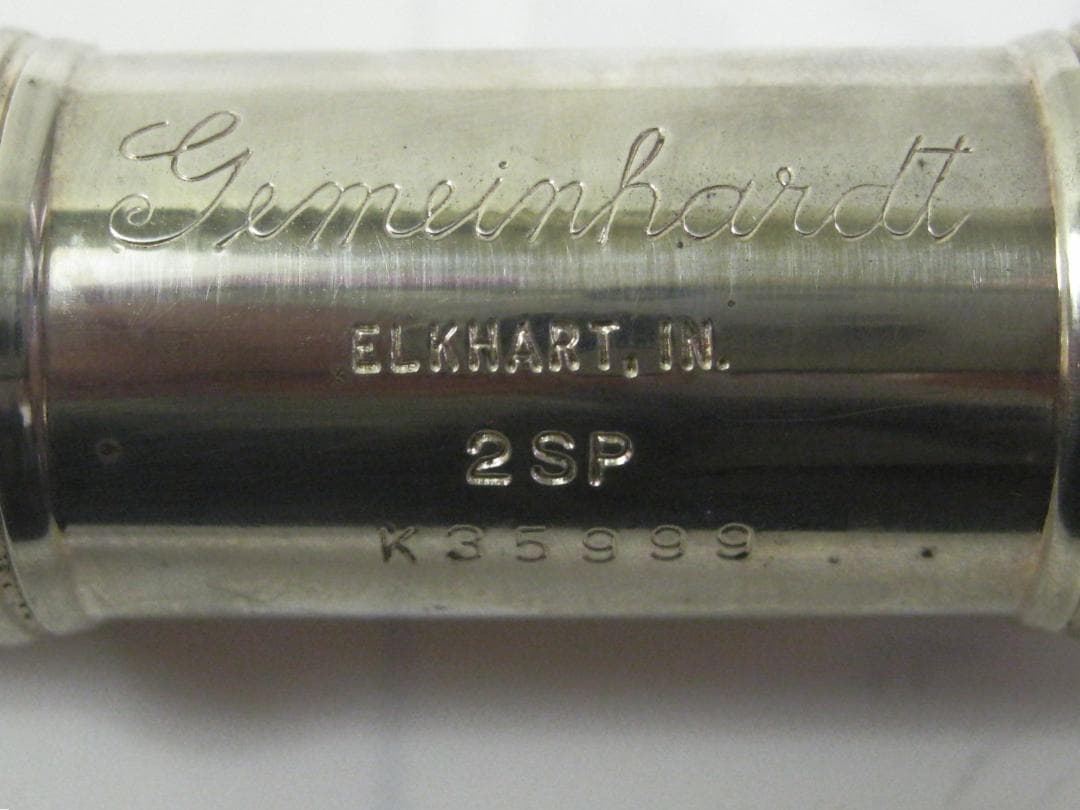 Gemeinhardt
ELKHART, IN.
2SP
K35999